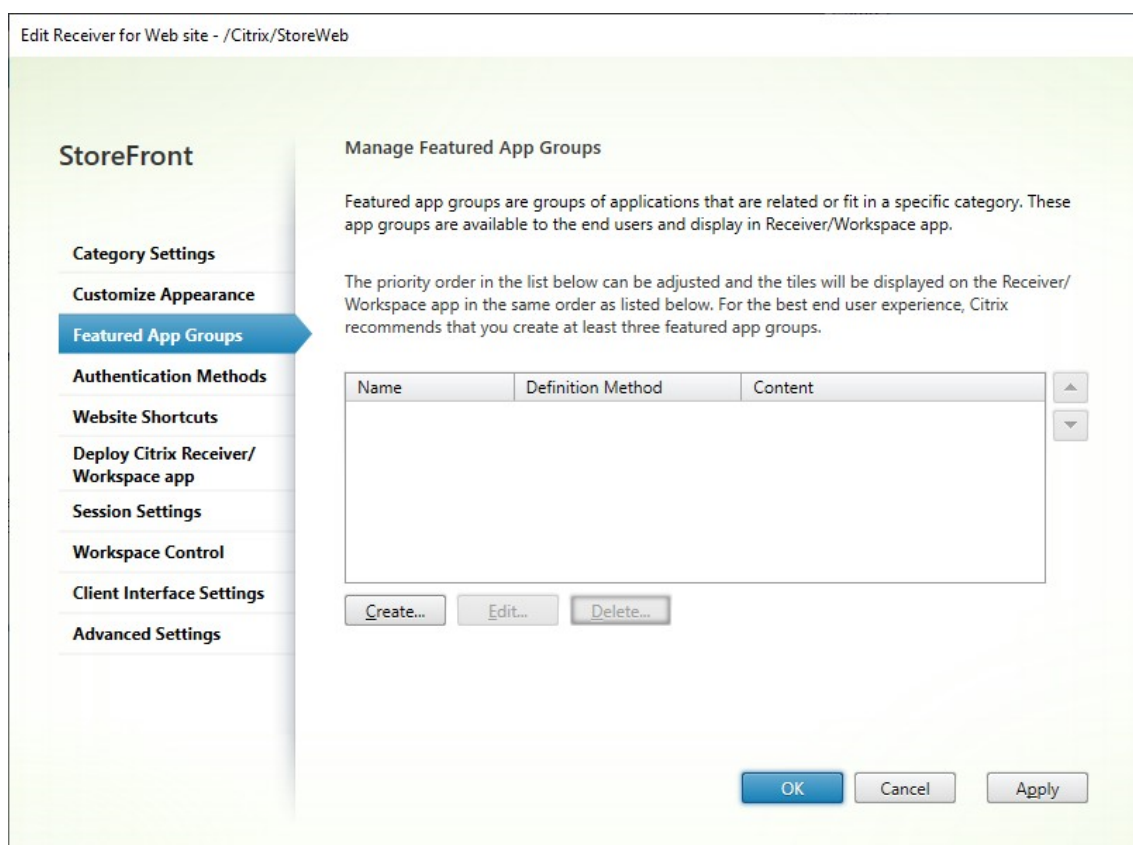 Edit Receiver for Web site - /Citrix/StoreWeb
StoreFront
Category Settings
Customize Appearance
Featured App Groups
Authentication Methods
Website Shortcuts
Deploy Citrix Receiver/
Workspace app
Session Settings
Workspace Control
Client Interface Settings
Advanced Settings
Manage Featured App Groups
Featured app groups are groups of applications that are related or fit in a specific category. These
app groups are available to the end users and display in Receiver/Workspace app.
The priority order in the list below can be adjusted and the tiles will be displayed on the Receiver/
Workspace app in the same order as listed below. For the best end user experience, Citrix
recommends that you create at least three featured app groups.
Name Definition Method Content
Create... Edit... Delete...
OK Cancel Apply